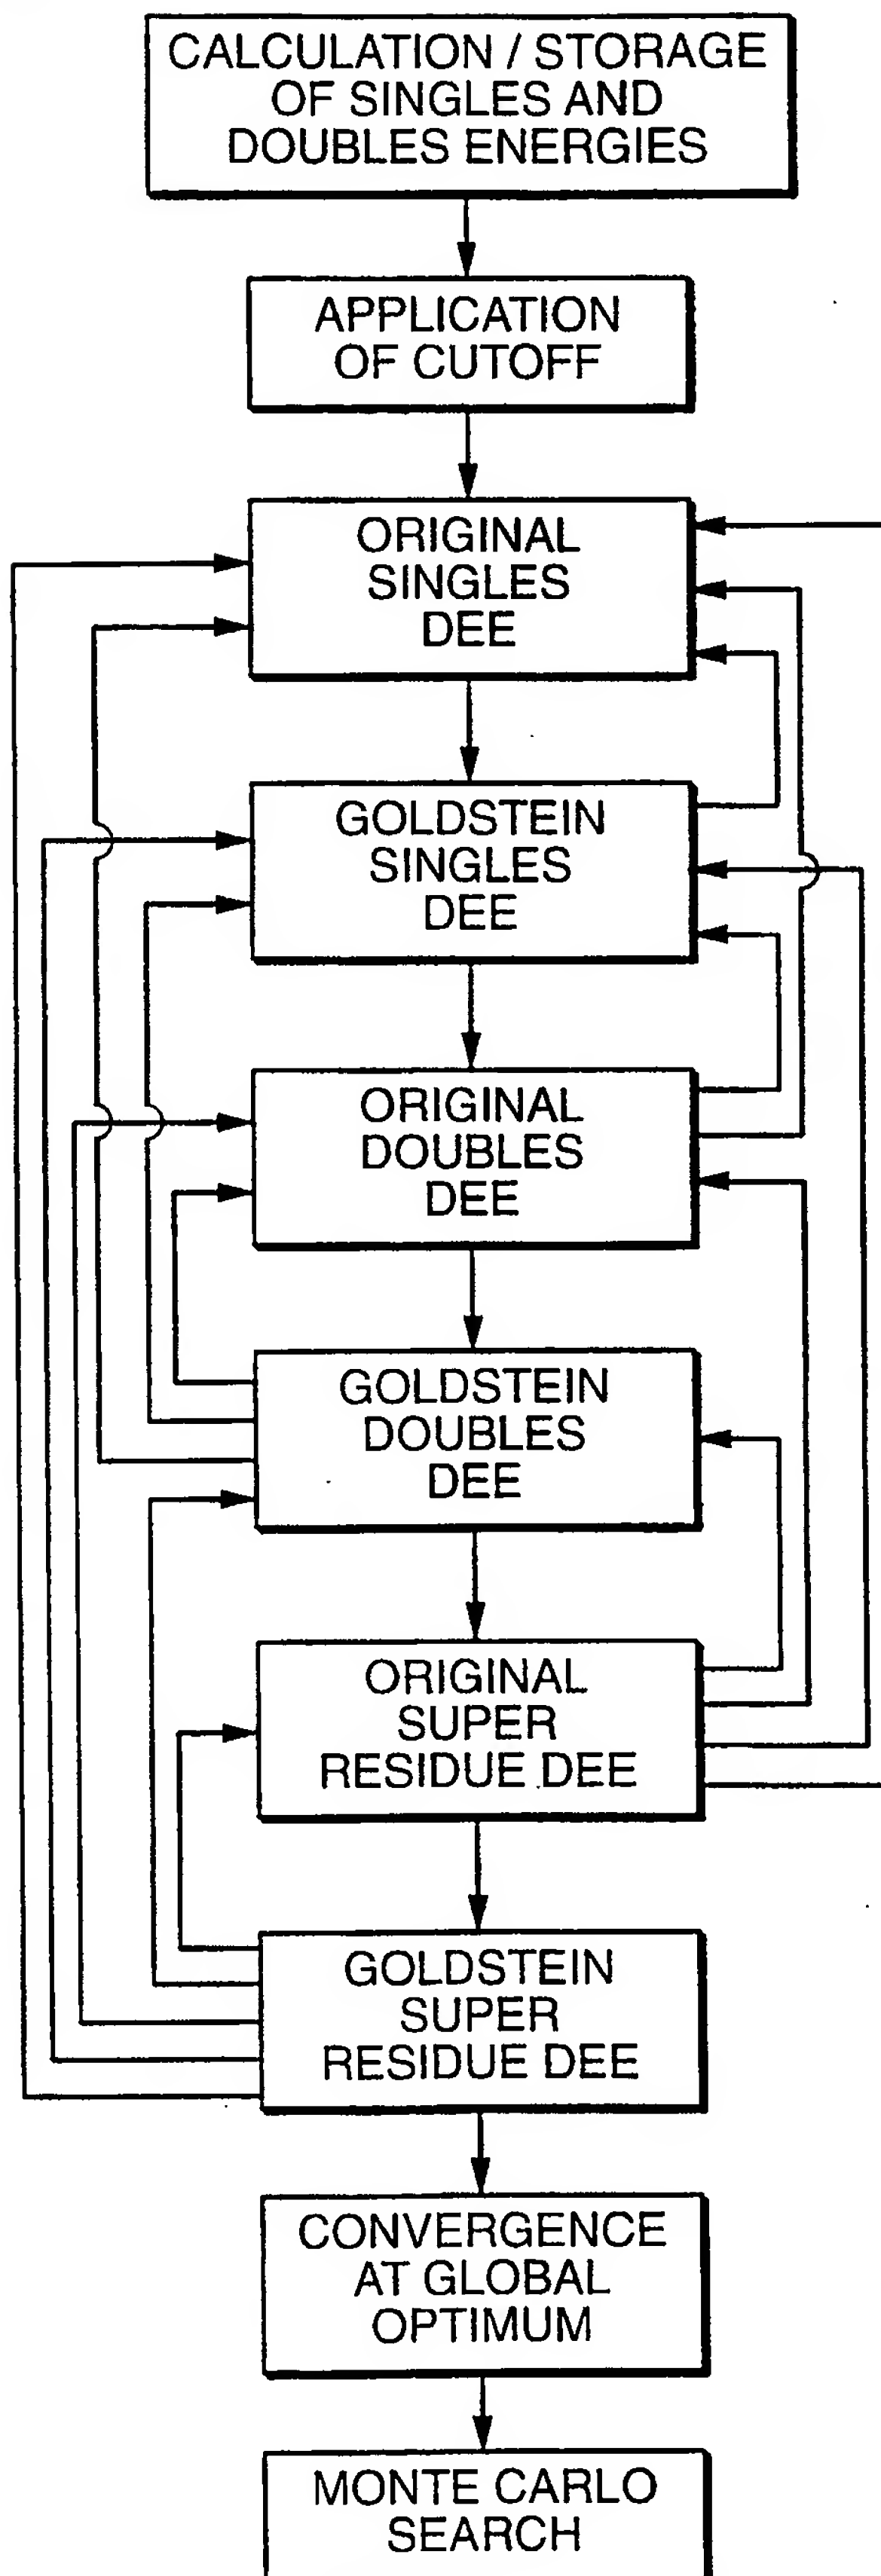 CALCULATION / STORAGE
OF SINGLES AND
DOUBLES ENERGIES
APPLICATION
OF CUTOFF
ORIGINAL
SINGLES
DEE
GOLDSTEIN
SINGLES
DEE
ORIGINAL
DOUBLES
DEE
GOLDSTEIN
DOUBLES
DEE
ORIGINAL
SUPER
RESIDUE DEE
GOLDSTEIN
SUPER
RESIDUE DEE
CONVERGENCE
AT GLOBAL
OPTIMUM
MONTE CARLO
SEARCH